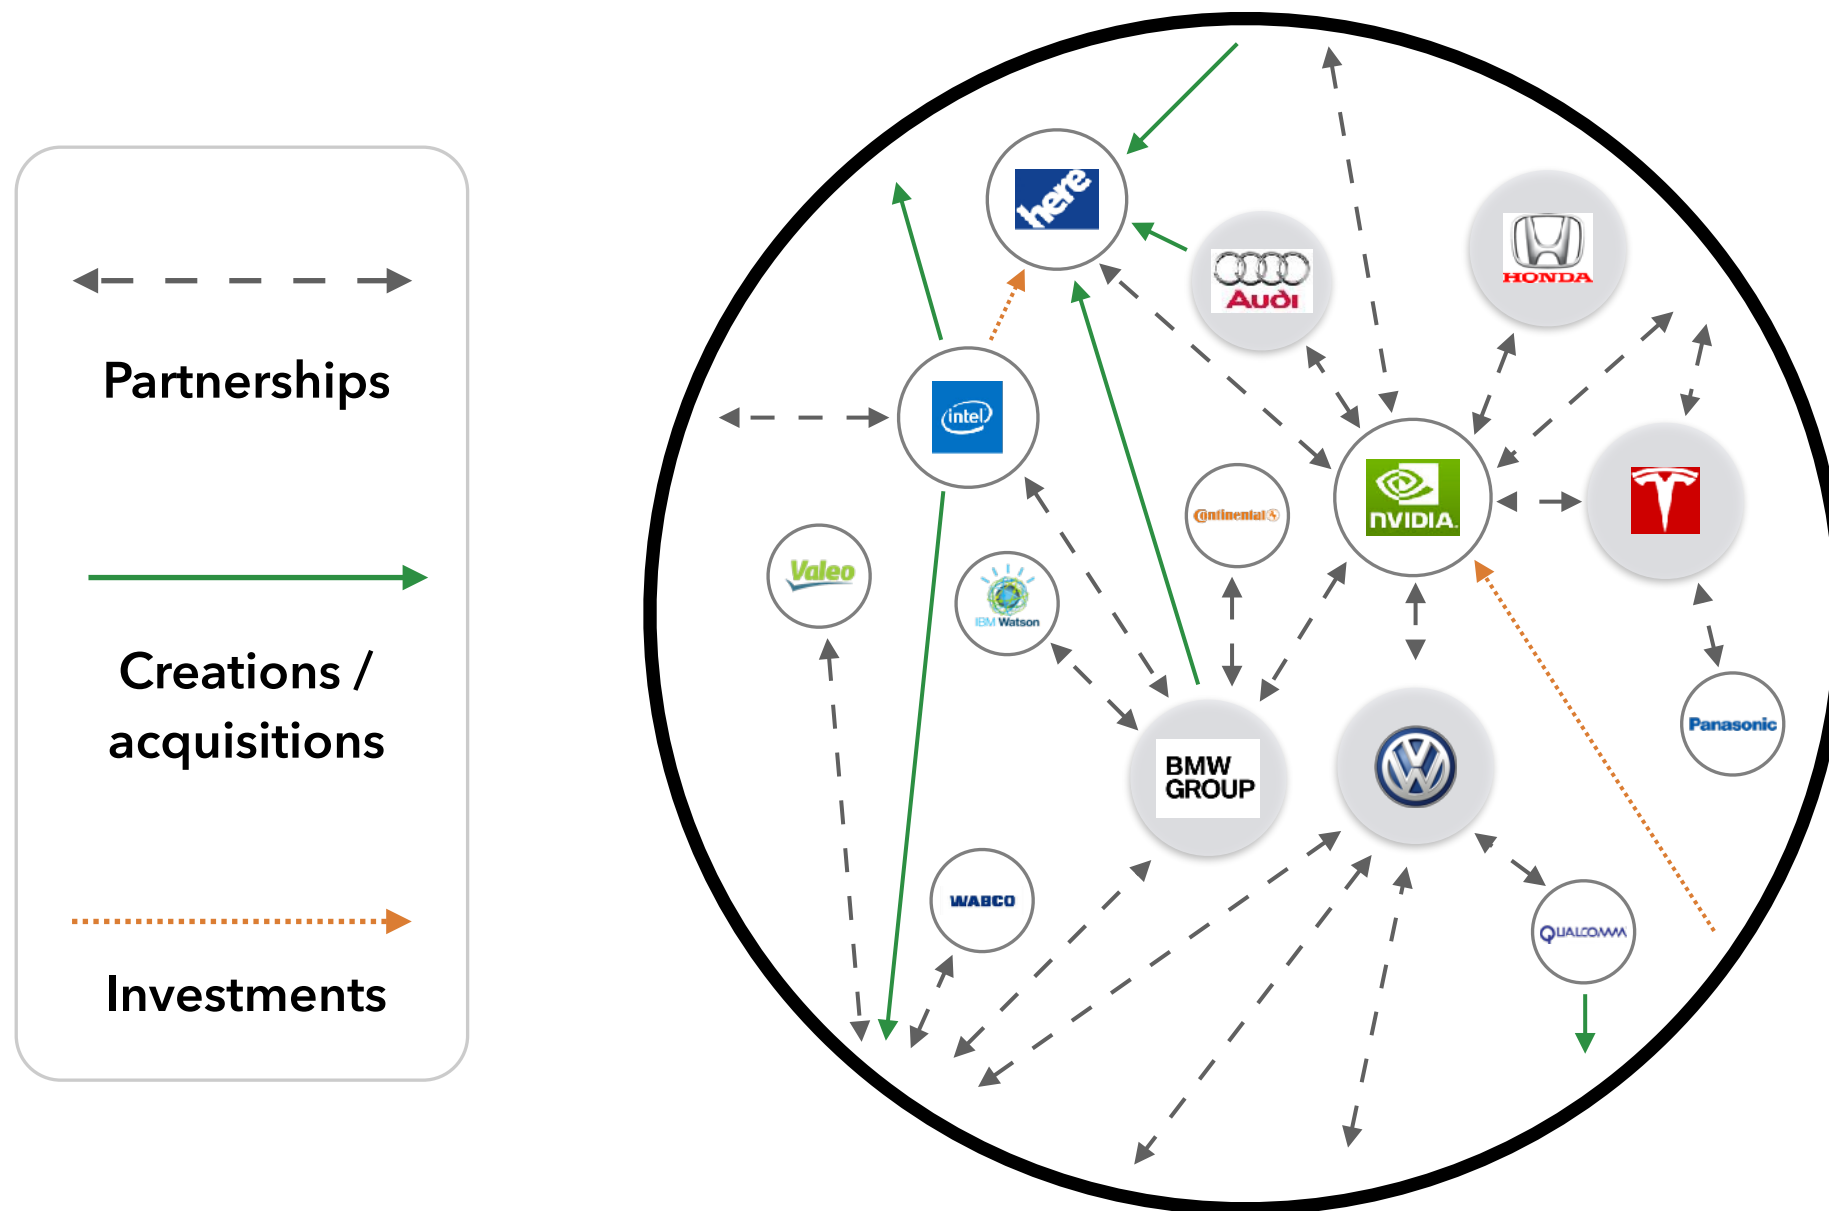 Partnerships
Creations /
acquisitions
Investments
here
Audi
HONDA
intel
Continental
NVIDIA.
Valeo
IBM Watson
Panasonic
BMW
GROUP
WABCO
QUALCOMM